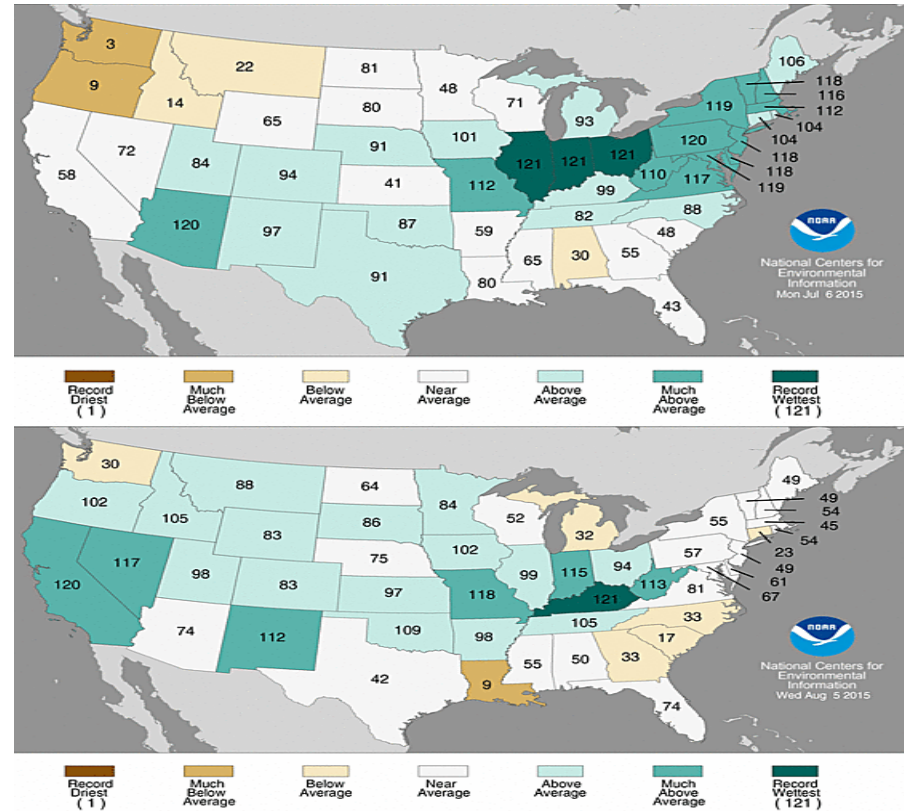 3
106
22
81
118
9
48
116
14
80
71
119
112
65
93
104
101
120
104
91
118
72
84
121
121
121
110
118
94
117
119
58
41
112
99
82
88
120
87
97
59
48
NOAA
30
55
65
91
National Centers for
80
Environmental
Information
43
Mon Jul 6 2015
Record
Driest
(1)
Much
Below
Average
Below
Average
Near
Average
Above
Average
Much
Above
Average
Record
Wettest
(121)
30
49
88
64
49
102
84
54
105
86
52
55
45
83
32
54
102
57
23
75
49
117
98
99
115
94
61
120
83
113
67
97
118
81
121
105
33
74
109
112
98
17
NOAA
55
50
33
42
9
National Centers for
Environmental
Information
74
Wed Aug 5 2015
Record
Driest
(1)
Much
Below
Average
Below
Average
Near
Average
Above
Average
Much
Above
Average
Record
Wettest
(121)